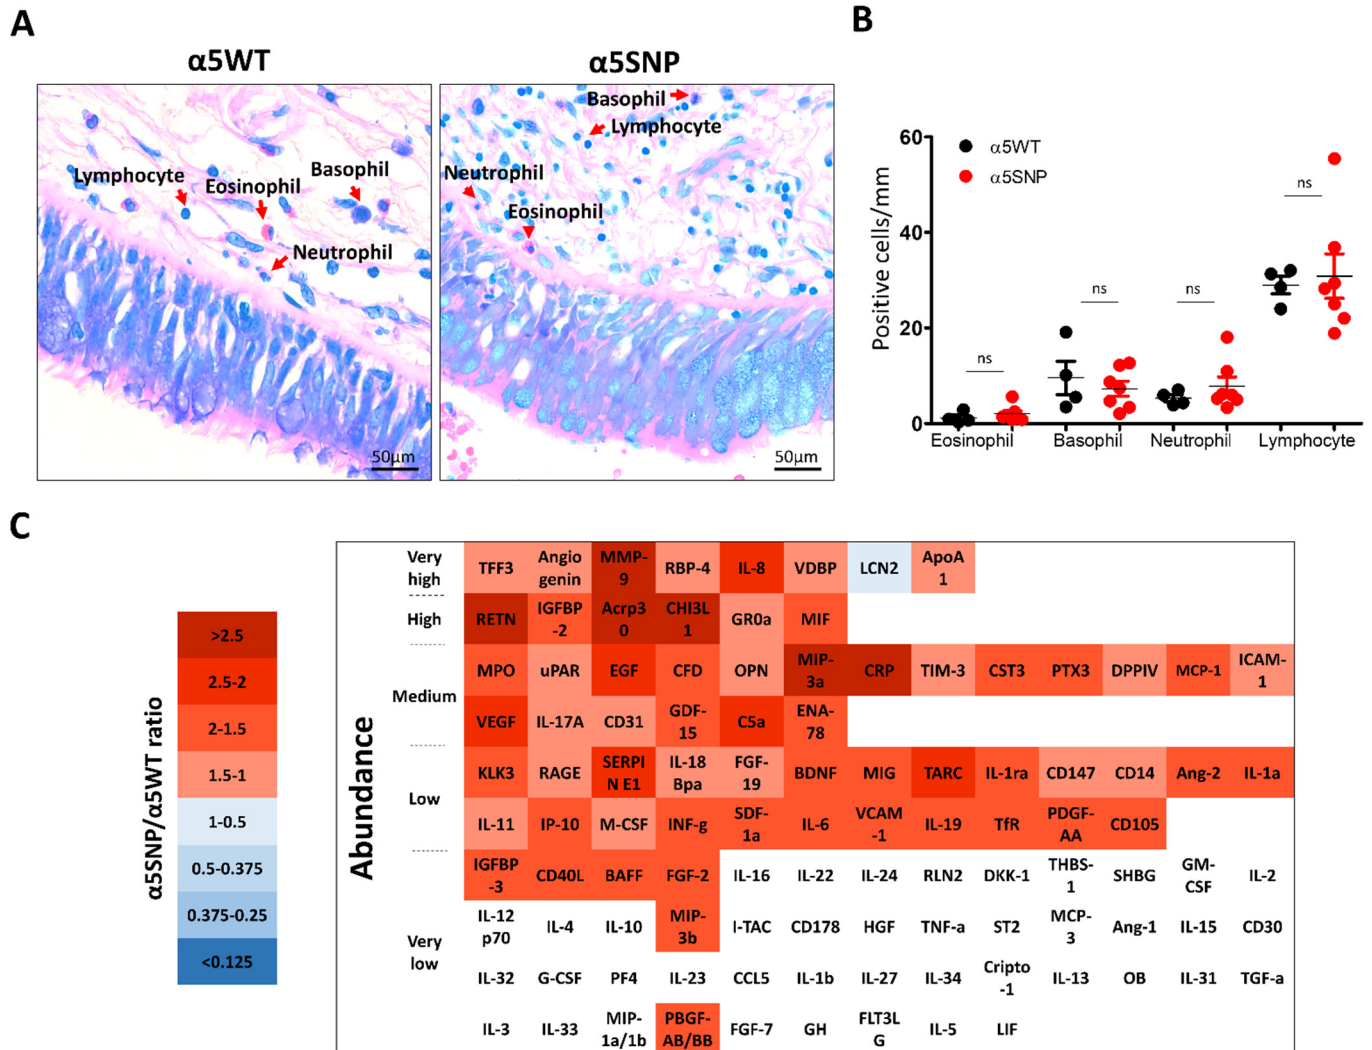 A
α5WT
α5SNP
Lymphocyte
Eosinophil
Basophil
Neutrophil
50µm
Basophil
Lymphocyte
Neutrophil
Eosinophil
50µm
B
α5WT
α5SNP
Positive cells/mm
60
40
20
0
ns
ns
ns
ns
Eosinophil Basophil Neutrophil Lymphocyte
C
α5SNP/α5WT ratio
>2.5
2.5-2
2-1.5
1.5-1
1-0.5
0.5-0.375
0.375-0.25
<0.125
Abundance
Very
high
TFF3
Angio
genin
MMP-
9
RBP-4
IL-8
VDBP
LCN2
ApoA
1
High
RETN
IGFBP
-2
Acrp3
0
CHI3L
1
GR0a
MIF
Medium
MPO
uPAR
EGF
CFD
OPN
MIP-
3a
CRP
TIM-3
CST3
PTX3
DPPIV
MCP-1
ICAM-
1
VEGF
IL-17A
CD31
GDF-
15
C5a
ENA-
78
Low
KLK3
RAGE
SERPI
N E1
IL-18
Bpa
FGF-
19
BDNF
MIG
TARC
IL-1ra
CD147
CD14
Ang-2
IL-1a
IL-11
IP-10
M-CSF
INF-g
SDF-
1a
IL-6
VCAM
-1
IL-19
TfR
PDGF-
AA
CD105
Very
low
IGFBP
-3
CD40L
BAFF
FGF-2
IL-16
IL-22
IL-24
RLN2
DKK-1
THBS-
1
SHBG
GM-
CSF
IL-2
IL-12
p70
IL-4
IL-10
MIP-
3b
I-TAC
CD178
HGF
TNF-a
ST2
MCP-
3
Ang-1
IL-15
CD30
IL-32
G-CSF
PF4
IL-23
CCL5
IL-1b
IL-27
IL-34
Cripto
-1
IL-13
OB
IL-31
TGF-a
IL-3
IL-33
MIP-
1a/1b
PBGF-
AB/BB
FGF-7
GH
FLT3L
G
IL-5
LIF